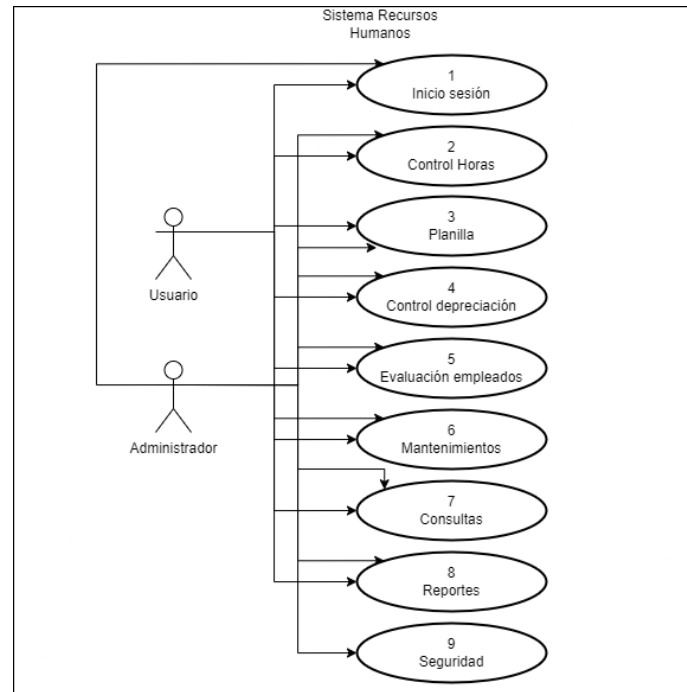 Sistema Recursos
Humanos
1
Inicio sesión
2
Control Horas
3
Planilla
Usuario
4
Control depreciación
5
Evaluación empleados
Administrador
6
Mantenimientos
7
Consultas
8
Reportes
9
Seguridad